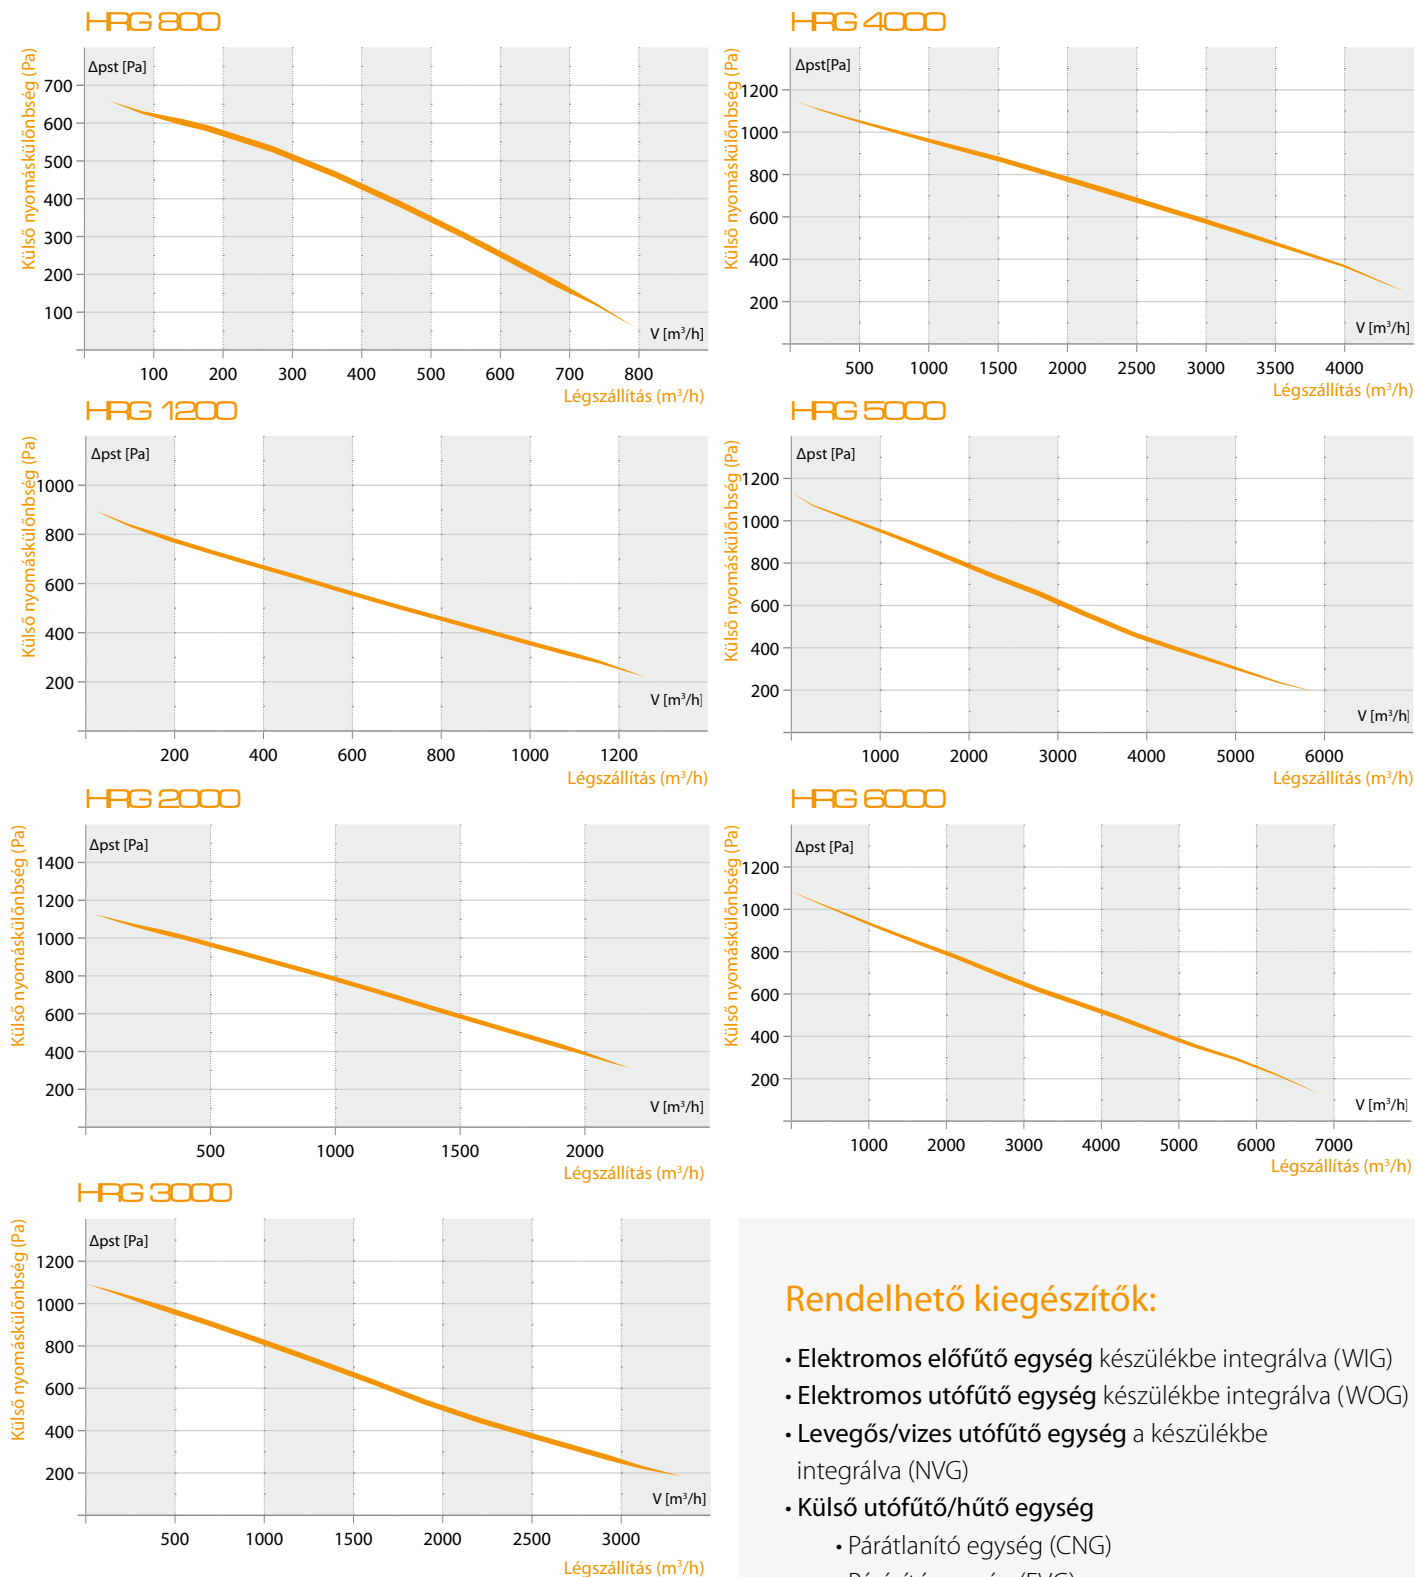 HRG 800
Külső nyomáskülönbség (Pa)
Δpst [Pa]
700
600
500
400
300
200
100
V [m³/h]
100 200 300 400 500 600 700 800
Légszállítás (m³/h)
HRG 4000
Külső nyomáskülönbség (Pa)
Δpst[Pa]
1200
1000
800
600
400
200
V [m³/h]
500 1000 1500 2000 2500 3000 3500 4000
Légszállítás (m³/h)
HRG 1200
Külső nyomáskülönbség (Pa)
Δpst [Pa]
1000
800
600
400
200
V [m³/h]
200 400 600 800 1000 1200
Légszállítás (m³/h)
HRG 5000
Külső nyomáskülönbség (Pa)
Δpst [Pa]
1200
1000
800
600
400
200
V [m³/h]
1000 2000 3000 4000 5000 6000
Légszállítás (m³/h)
HRG 2000
Külső nyomáskülönbség (Pa)
Δpst [Pa]
1400
1200
1000
800
600
400
200
V [m³/h]
500 1000 1500 2000
Légszállítás (m³/h)
HRG 6000
Külső nyomáskülönbség (Pa)
Δpst [Pa]
1200
1000
800
600
400
200
V [m³/h]
1000 2000 3000 4000 5000 6000 7000
Légszállítás (m³/h)
HRG 3000
Külső nyomáskülönbség (Pa)
Δpst [Pa]
1200
1000
800
600
400
200
V [m³/h]
500 1000 1500 2000 2500 3000
Légszállítás (m³/h)
Rendelhető kiegészítők:
• Elektromos előfűtő egység készülékbe integrálva (WIG)
• Elektromos utófűtő egység készülékbe integrálva (WOG)
• Levegős/vizes utófűtő egység a készülékbe
integrálva (NVG)
• Külső utófűtő/hűtő egység
• Párátlanító egység (CNG)